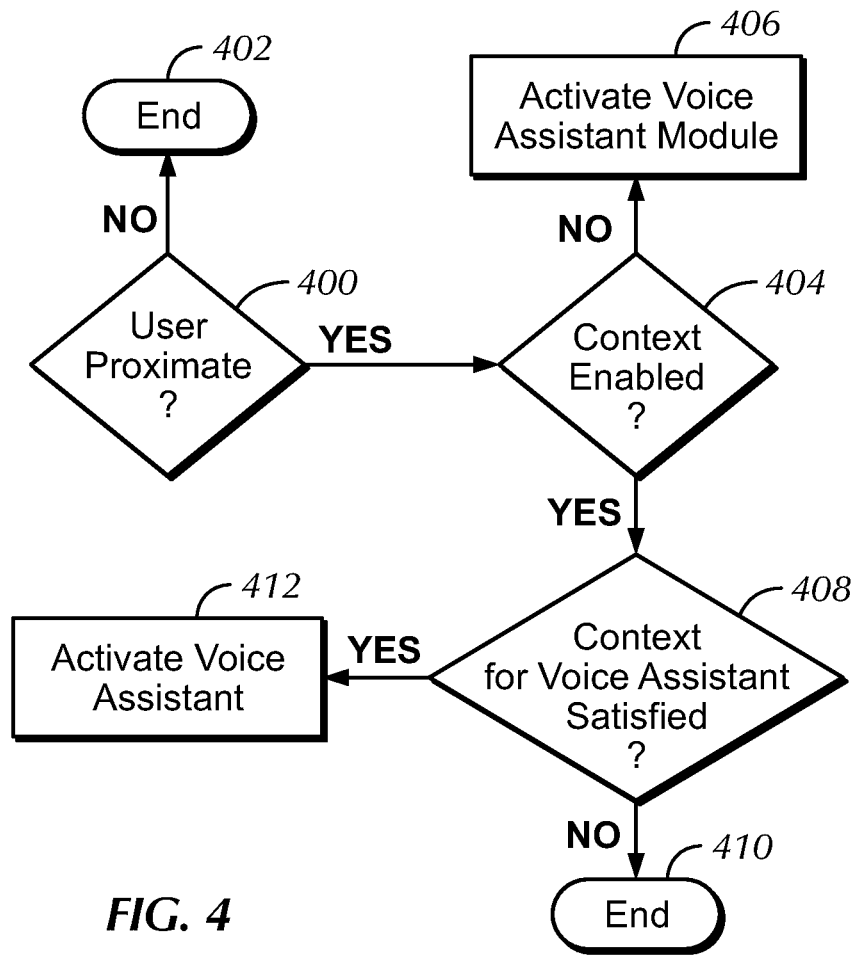 402
End
NO
406
Activate Voice
Assistant Module
NO
400
User
Proximate
?
YES
404
Context
Enabled
?
YES
412
Activate Voice
Assistant
YES
408
Context
for Voice Assistant
Satisfied
?
NO
410
End
FIG. 4